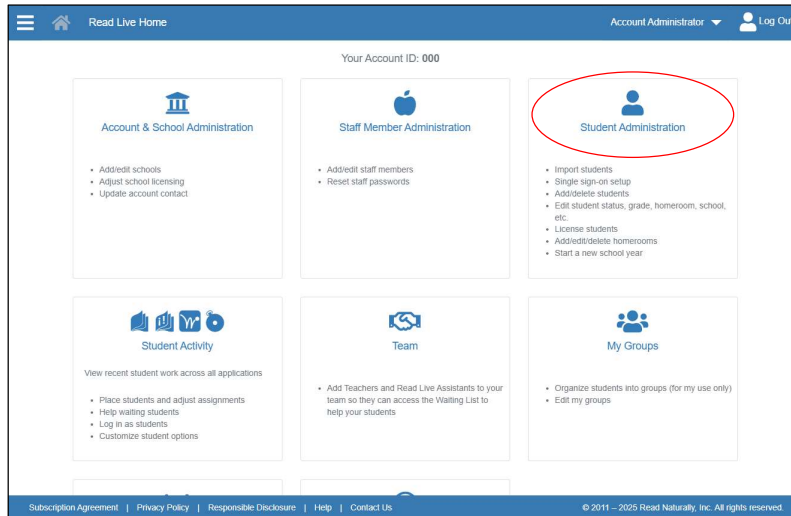 Read Live Home
Account Administrator
Log Ou
Your Account ID: 000
Account & School Administration
• Add/edit schools
• Adjust school licensing
• Update account contact
Staff Member Administration
• Add/edit staff members
• Reset staff passwords
Student Administration
• Import students
• Single sign-on setup
• Add/delete students
• Edit student status, grade, homeroom, school,
etc.
• License students
• Add/edit/delete homerooms
• Start a new school year
Student Activity
View recent student work across all applications
• Place students and adjust assignments
• Help waiting students
• Log in as students
• Customize student options
Team
• Add Teachers and Read Live Assistants to your
team so they can access the Waiting List to
help your students
My Groups
• Organize students into groups (for my use only)
• Edit my groups
Subscription Agreement | Privacy Policy | Responsible Disclosure | Help | Contact Us
© 2011 – 2025 Read Naturally, Inc. All rights reserved.